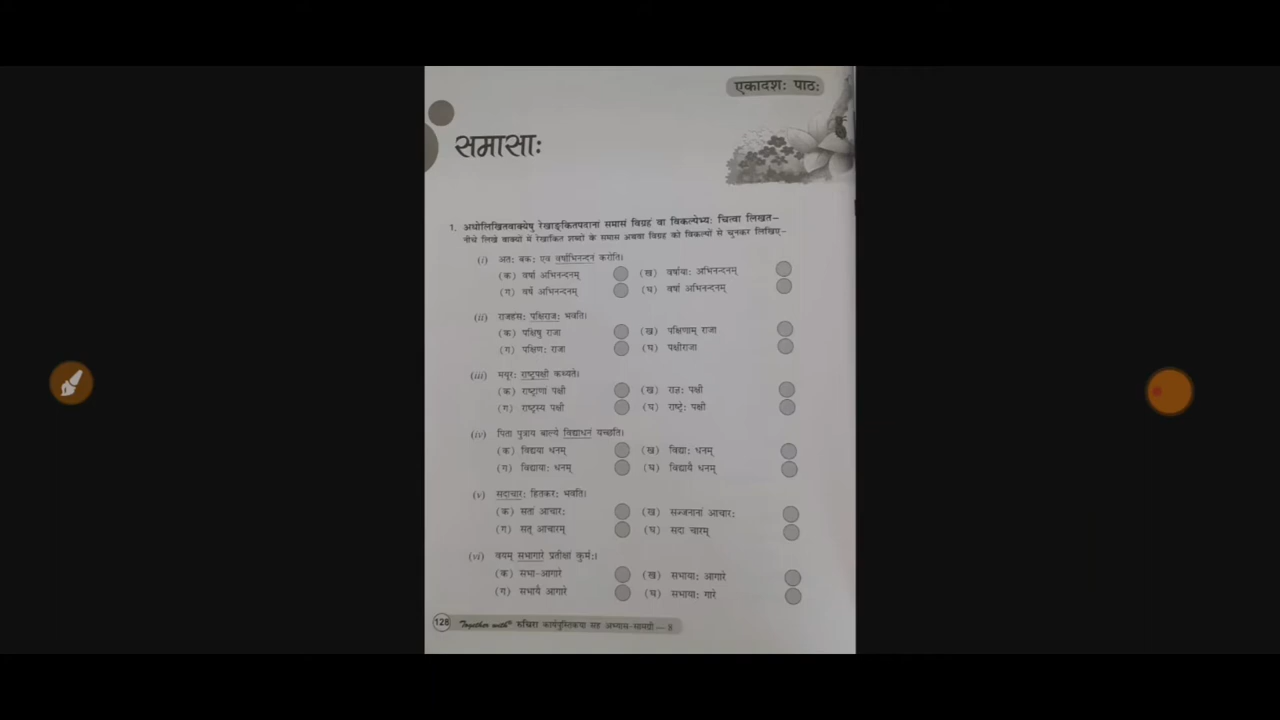 एकादशः पाठः
समासाः
1. अधोलिखितवाक्येषु रेखाङ्कितपदानां समासं विग्रहं वा विकल्पेभ्यः चित्वा लिखत–
नीचे लिखे वाक्यों में रेखांकित शब्दों के समास अथवा विग्रह को विकल्पों से चुनकर लिखिए–
(i) अतः बकः एव वर्षाभिनन्दनं करोति।
(क) वर्षा अभिनन्दनम् (ख) वर्षायाः अभिनन्दनम्
(ग) वर्ष अभिनन्दनम् (घ) वर्षां अभिनन्दनम्
(ii) राजहंसः पक्षिराजः भवति।
(क) पक्षिषु राजा (ख) पक्षिणाम् राजा
(ग) पक्षिणः राजा (घ) पक्षीराजा
(iii) मयूरः राष्ट्रपक्षी कथ्यते।
(क) राष्ट्राणां पक्षी (ख) राज्ञः पक्षी
(ग) राष्ट्रस्य पक्षी (घ) राष्ट्रंः पक्षी
(iv) पिता पुत्राय बाल्ये विद्याधनं यच्छति।
(क) विद्यया धनम् (ख) विद्याः धनम्
(ग) विद्यायाः धनम् (घ) विद्यायै धनम्
(v) सदाचारः हितकरः भवति।
(क) सतां आचारः (ख) सज्जनानां आचारः
(ग) सत् आचारम् (घ) सदा चारम्
(vi) वयम् सभागारे प्रतीक्षां कुर्मः।
(क) सभा-आगारे (ख) सभायाः आगारे
(ग) सभायै आगारे (घ) सभायाः गारे
128 Together with® रुचिरा कार्यपुस्तिकया सह अभ्यास-सामग्री — 8